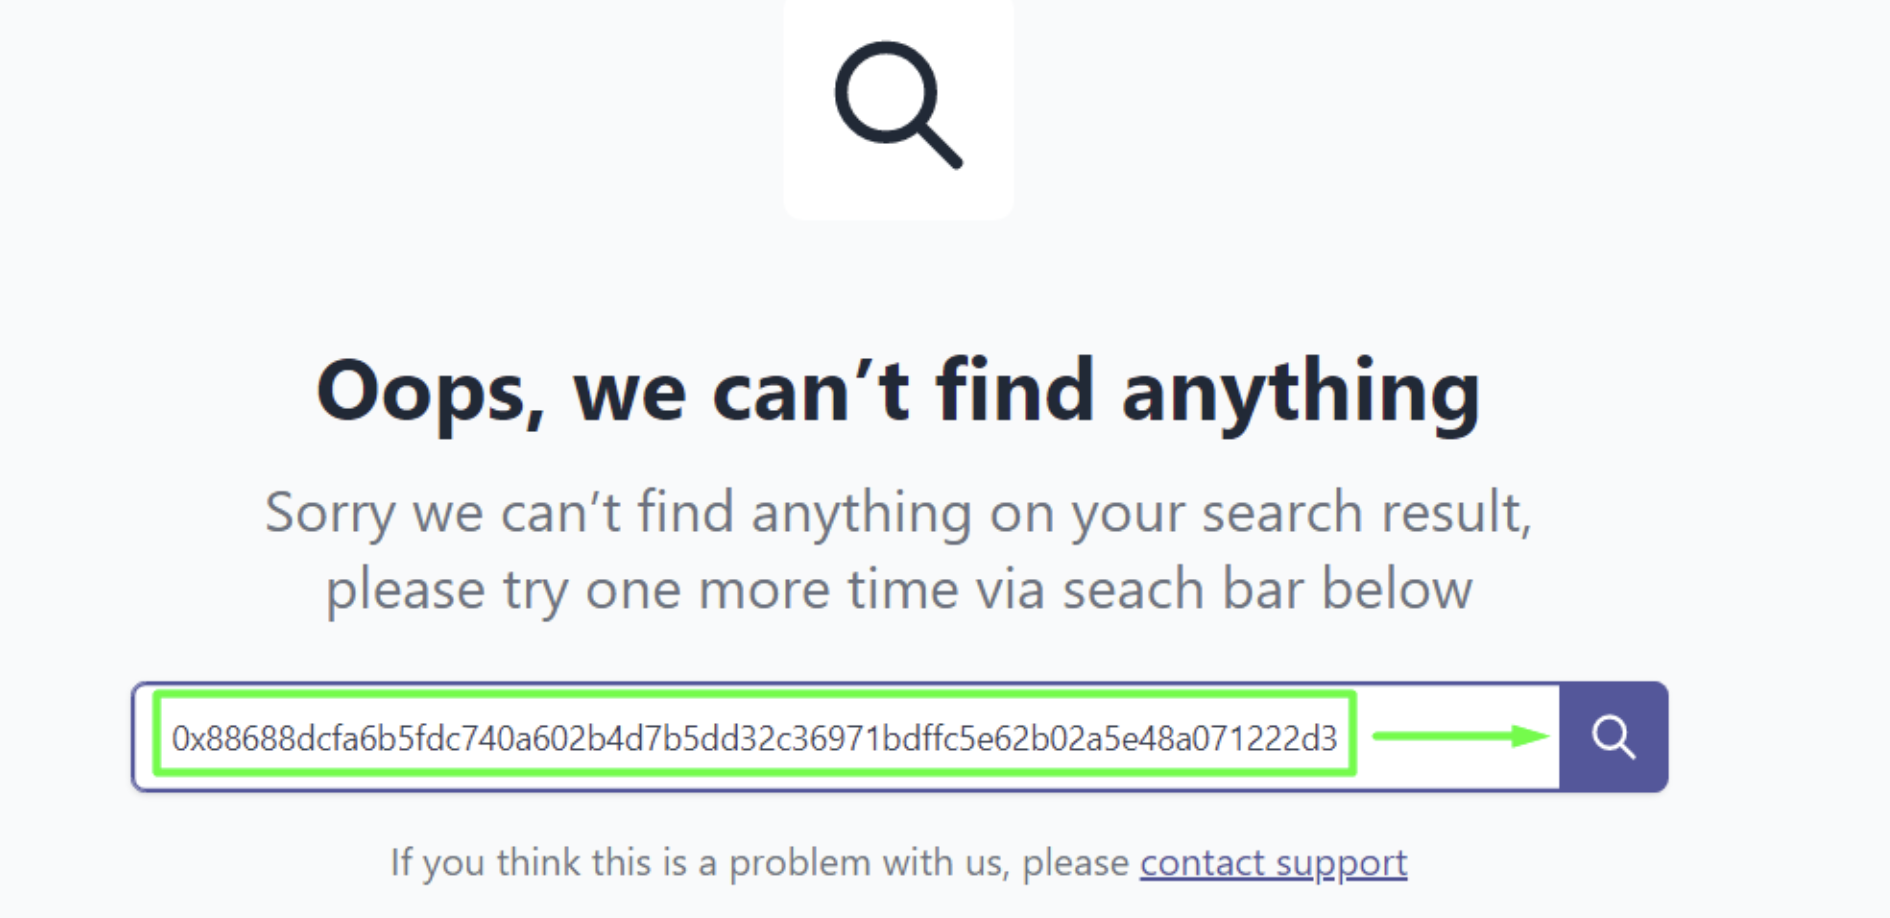 Oops, we can’t find anything
Sorry we can’t find anything on your search result,
please try one more time via seach bar below
0x88688dcfa6b5fdc740a602b4d7b5dd32c36971bdffc5e62b02a5e48a071222d3
If you think this is a problem with us, please contact support